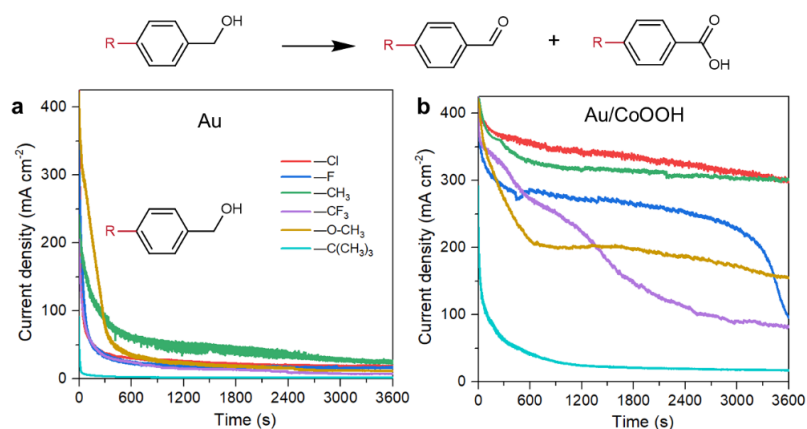 R
OH
R
O
+
R
O
OH
a
Au
Current density (mA cm⁻²)
400
300
200
100
0
R
OH
—Cl
—F
—CH₃
—CF₃
—O-CH₃
—C(CH₃)₃
0 600 1200 1800 2400 3000 3600
Time (s)
b
Au/CoOOH
Current density (mA cm⁻²)
400
300
200
100
0
0 600 1200 1800 2400 3000 3600
Time (s)